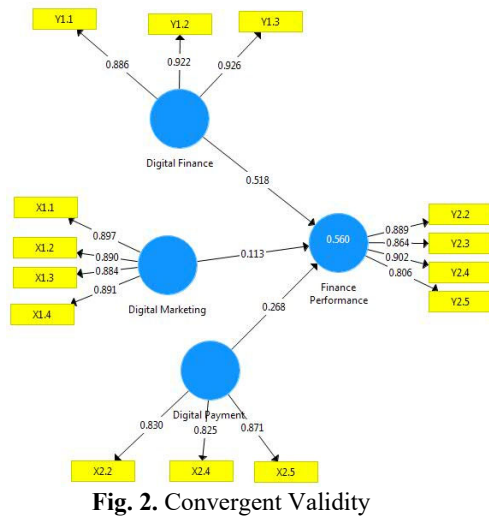 Y1.1
Y1.2
Y1.3
0.886
0.922
0.926
Digital Finance
0.518
X1.1
X1.2
X1.3
X1.4
0.897
0.890
0.884
0.891
Digital Marketing
0.113
0.560
Finance
Performance
0.889
0.864
0.902
0.806
Y2.2
Y2.3
Y2.4
Y2.5
0.268
Digital Payment
0.830
0.825
0.871
X2.2
X2.4
X2.5
Fig. 2. Convergent Validity